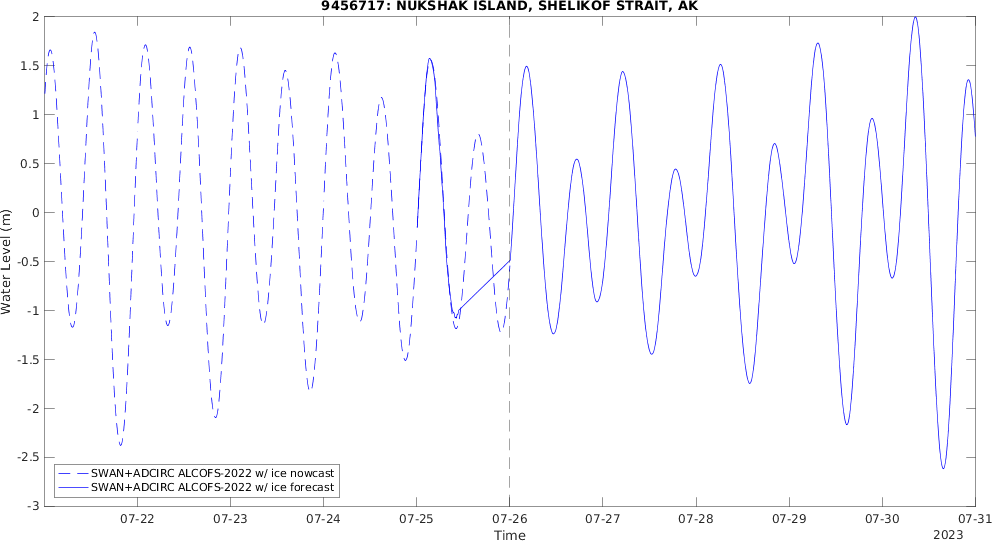 9456717: NUKSHAK ISLAND, SHELIKOF STRAIT, AK
2
1.5
1
0.5
0
-0.5
-1
-1.5
-2
-2.5
-3
Water Level (m)
SWAN+ADCIRC ALCOFS-2022 w/ ice nowcast
SWAN+ADCIRC ALCOFS-2022 w/ ice forecast
07-22 07-23 07-24 07-25 07-26 07-27 07-28 07-29 07-30 07-31
Time
2023